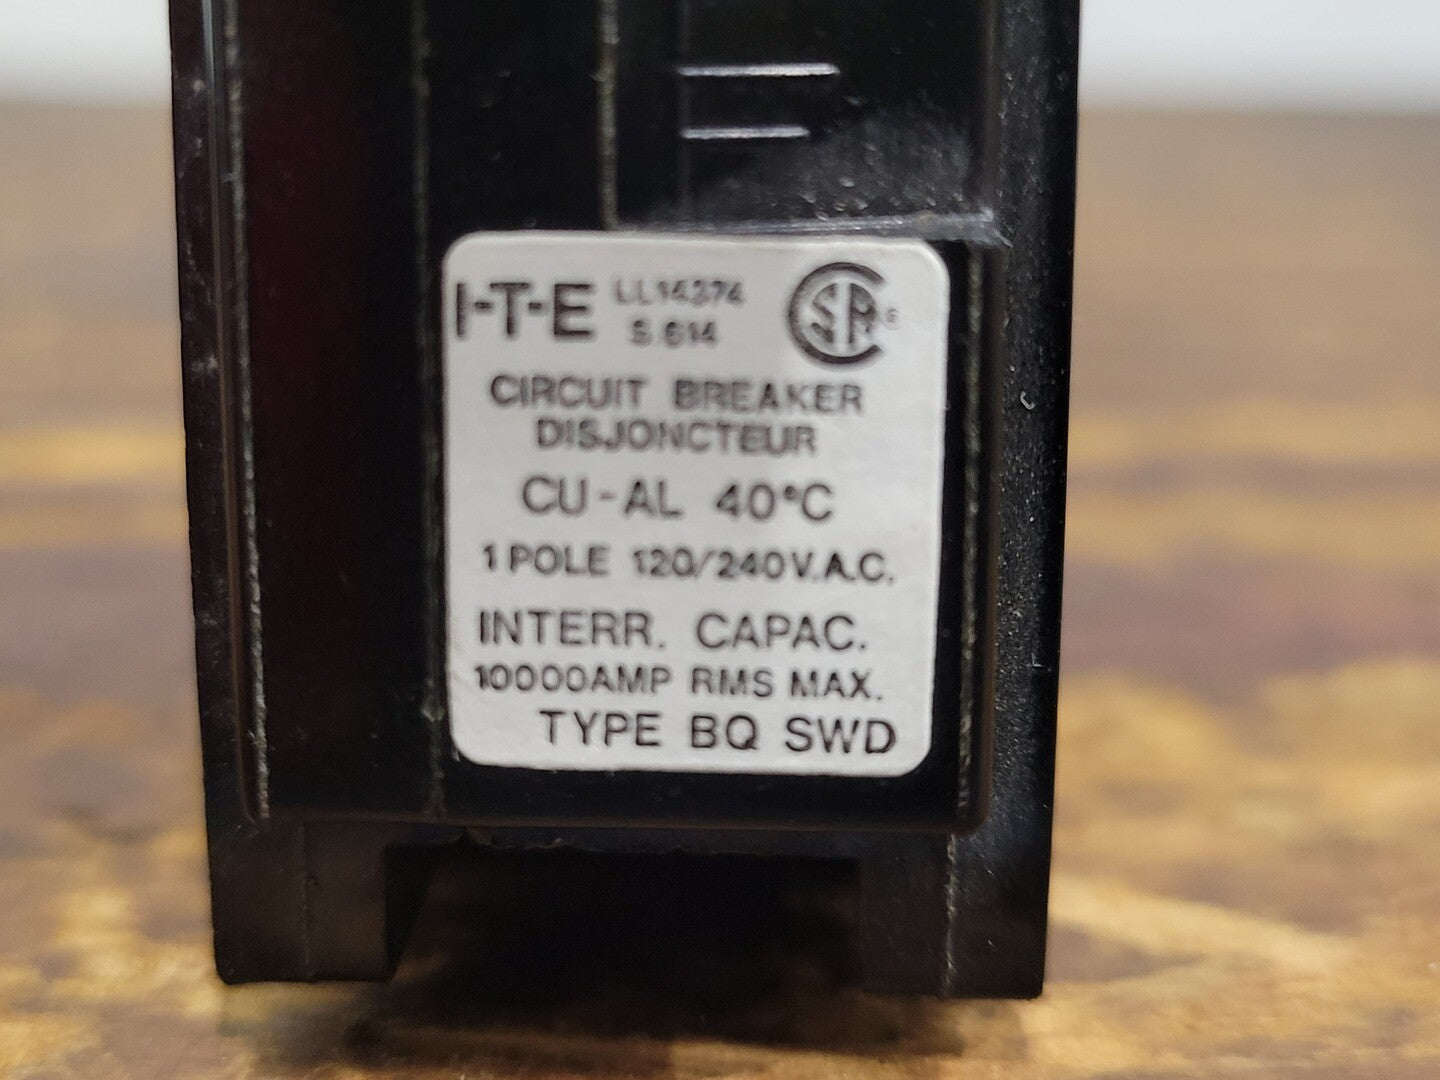 I-T-E LL14374
S.614
CIRCUIT BREAKER
DISJONCTEUR
CU-AL 40°C
1 POLE 120/240V.A.C.
INTERR. CAPAC.
10000AMP RMS MAX.
TYPE BQ SWD